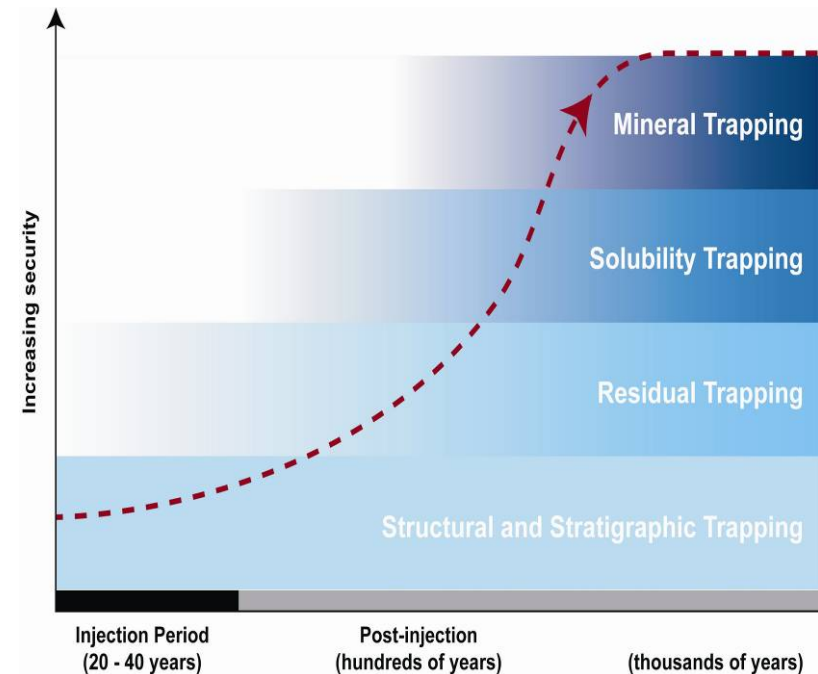 Increasing security
Mineral Trapping
Solubility Trapping
Residual Trapping
Structural and Stratigraphic Trapping
Injection Period
(20 - 40 years)
Post-injection
(hundreds of years)
(thousands of years)